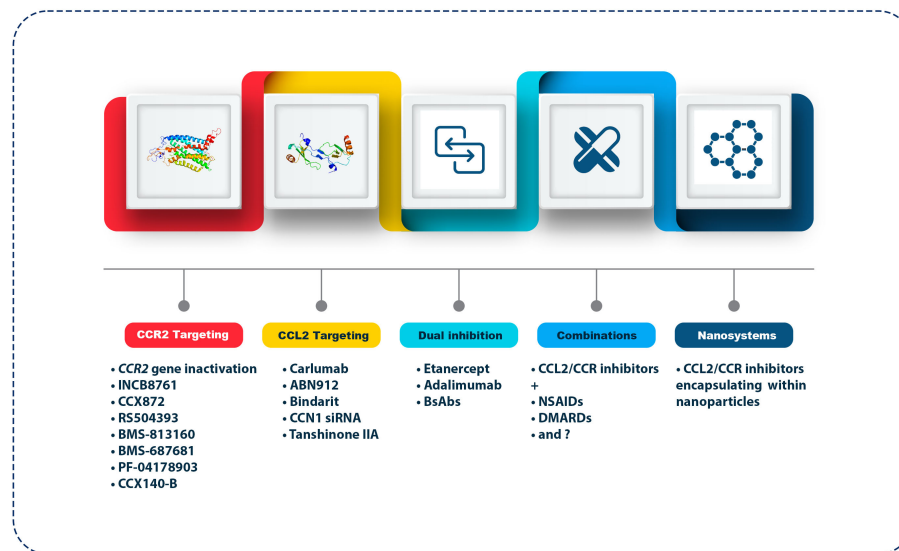 CCR2 Targeting
• CCR2 gene inactivation
• INCB8761
• CCX872
• RS504393
• BMS-813160
• BMS-687681
• PF-04178903
• CCX140-B
CCL2 Targeting
• Carlumab
• ABN912
• Bindarit
• CCN1 siRNA
• Tanshinone IIA
Dual inhibition
• Etanercept
• Adalimumab
• BsAbs
Combinations
• CCL2/CCR inhibitors
+
• NSAIDs
• DMARDs
• and ?
Nanosystems
• CCL2/CCR inhibitors
encapsulating within
nanoparticles